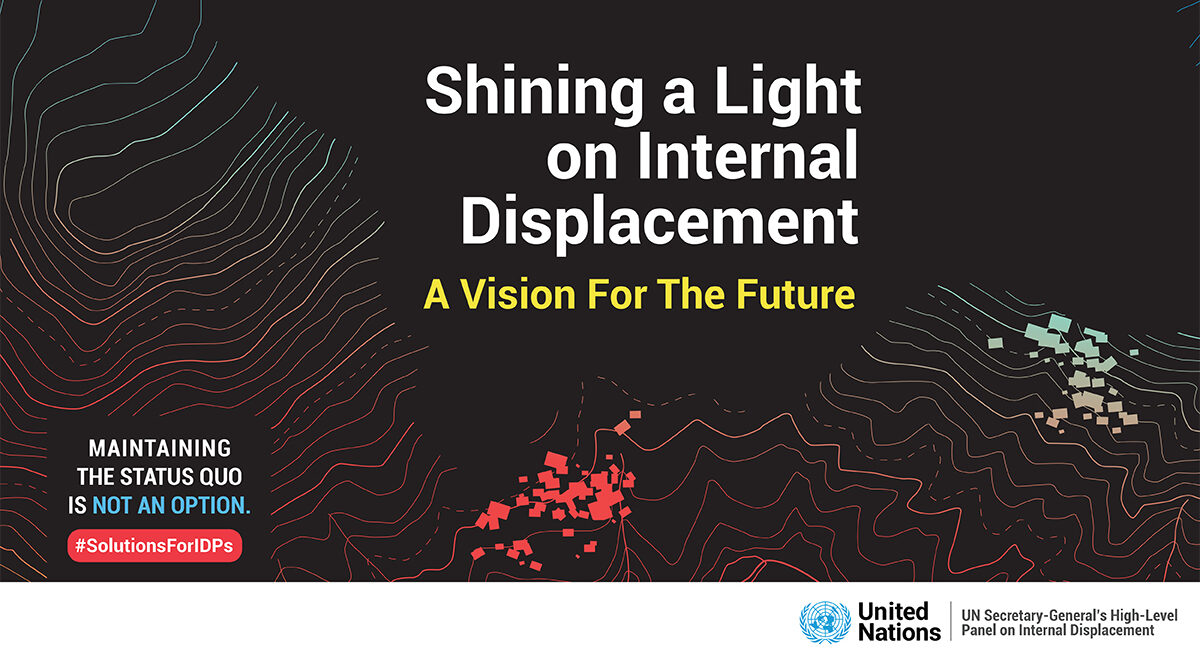 Shining a Light
on Internal
Displacement
A Vision For The Future
MAINTAINING
THE STATUS QUO
IS NOT AN OPTION.
#SolutionsForIDPs
United
Nations
UN Secretary-General's High-Level
Panel on Internal Displacement